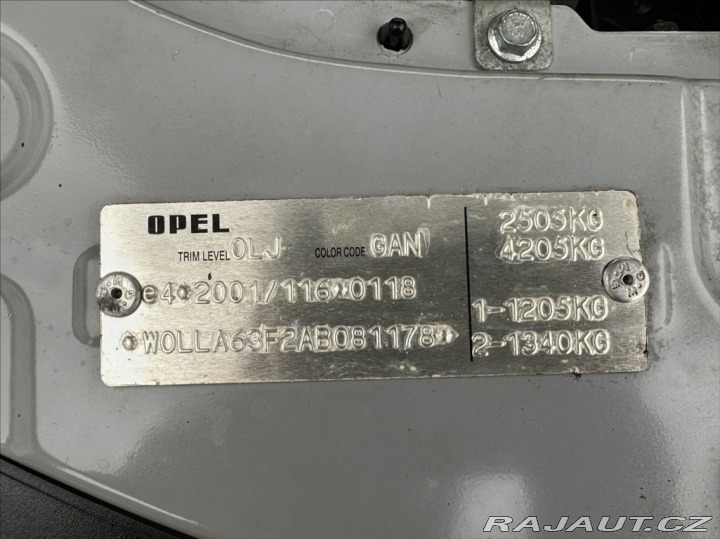 OPEL
TRIM LEVEL OLJ COLOR CODE GAN
e4*2001/116*0118
*W0LLA63F2AB081178*
2505KG
4205KG
1-1205KG
2-1340KG
RAJAUT.CZ